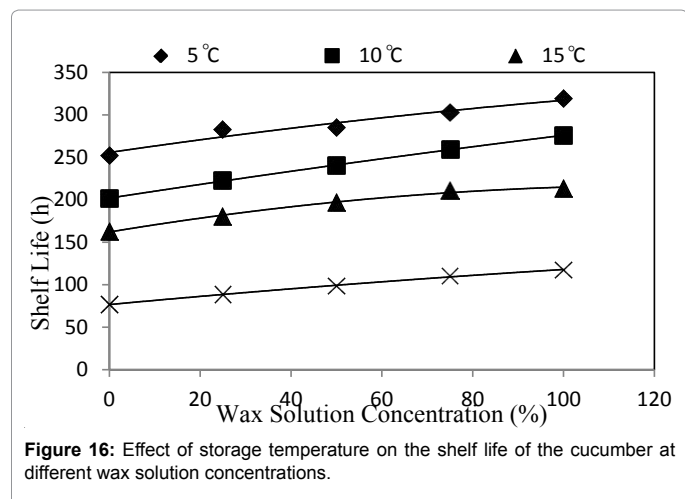 5 °C 10 °C 15 °C
350
300
250
200
150
100
50
0
Shelf Life (h)
0 20 40 60 80 100 120
Wax Solution Concentration (%)
Figure 16: Effect of storage temperature on the shelf life of the cucumber at
different wax solution concentrations.